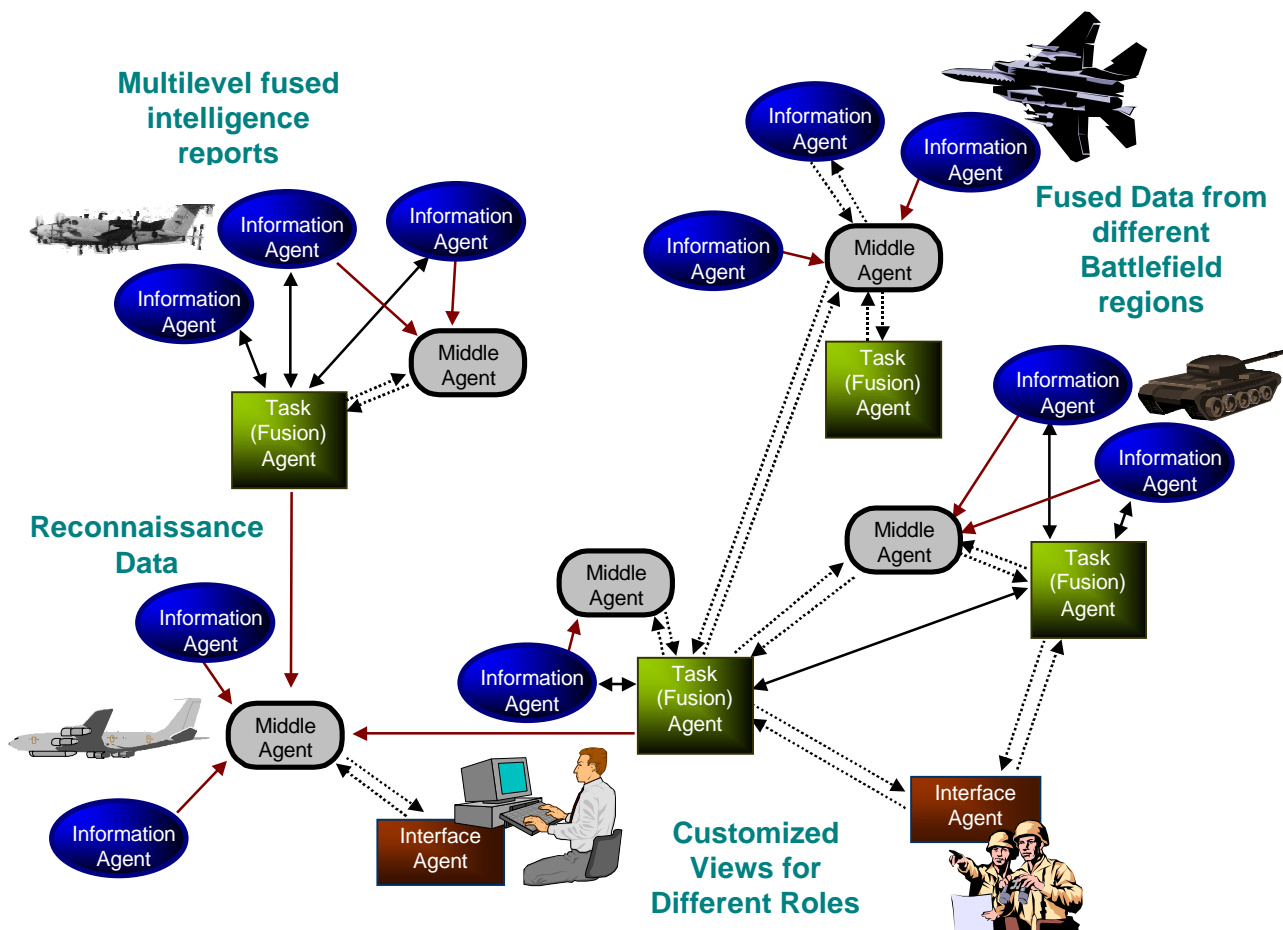 Multilevel fused
intelligence
reports
Information
Agent
Information
Agent
Information
Agent
Middle
Agent
Task
(Fusion)
Agent
Information
Agent
Information
Agent
Information
Agent
Middle
Agent
Task
(Fusion)
Agent
Fused Data from
different
Battlefield
regions
Information
Agent
Information
Agent
Middle
Agent
Task
(Fusion)
Agent
Reconnaissance
Data
Information
Agent
Middle
Agent
Information
Agent
Interface
Agent
Middle
Agent
Information
Agent
Task
(Fusion)
Agent
Interface
Agent
Customized
Views for
Different Roles